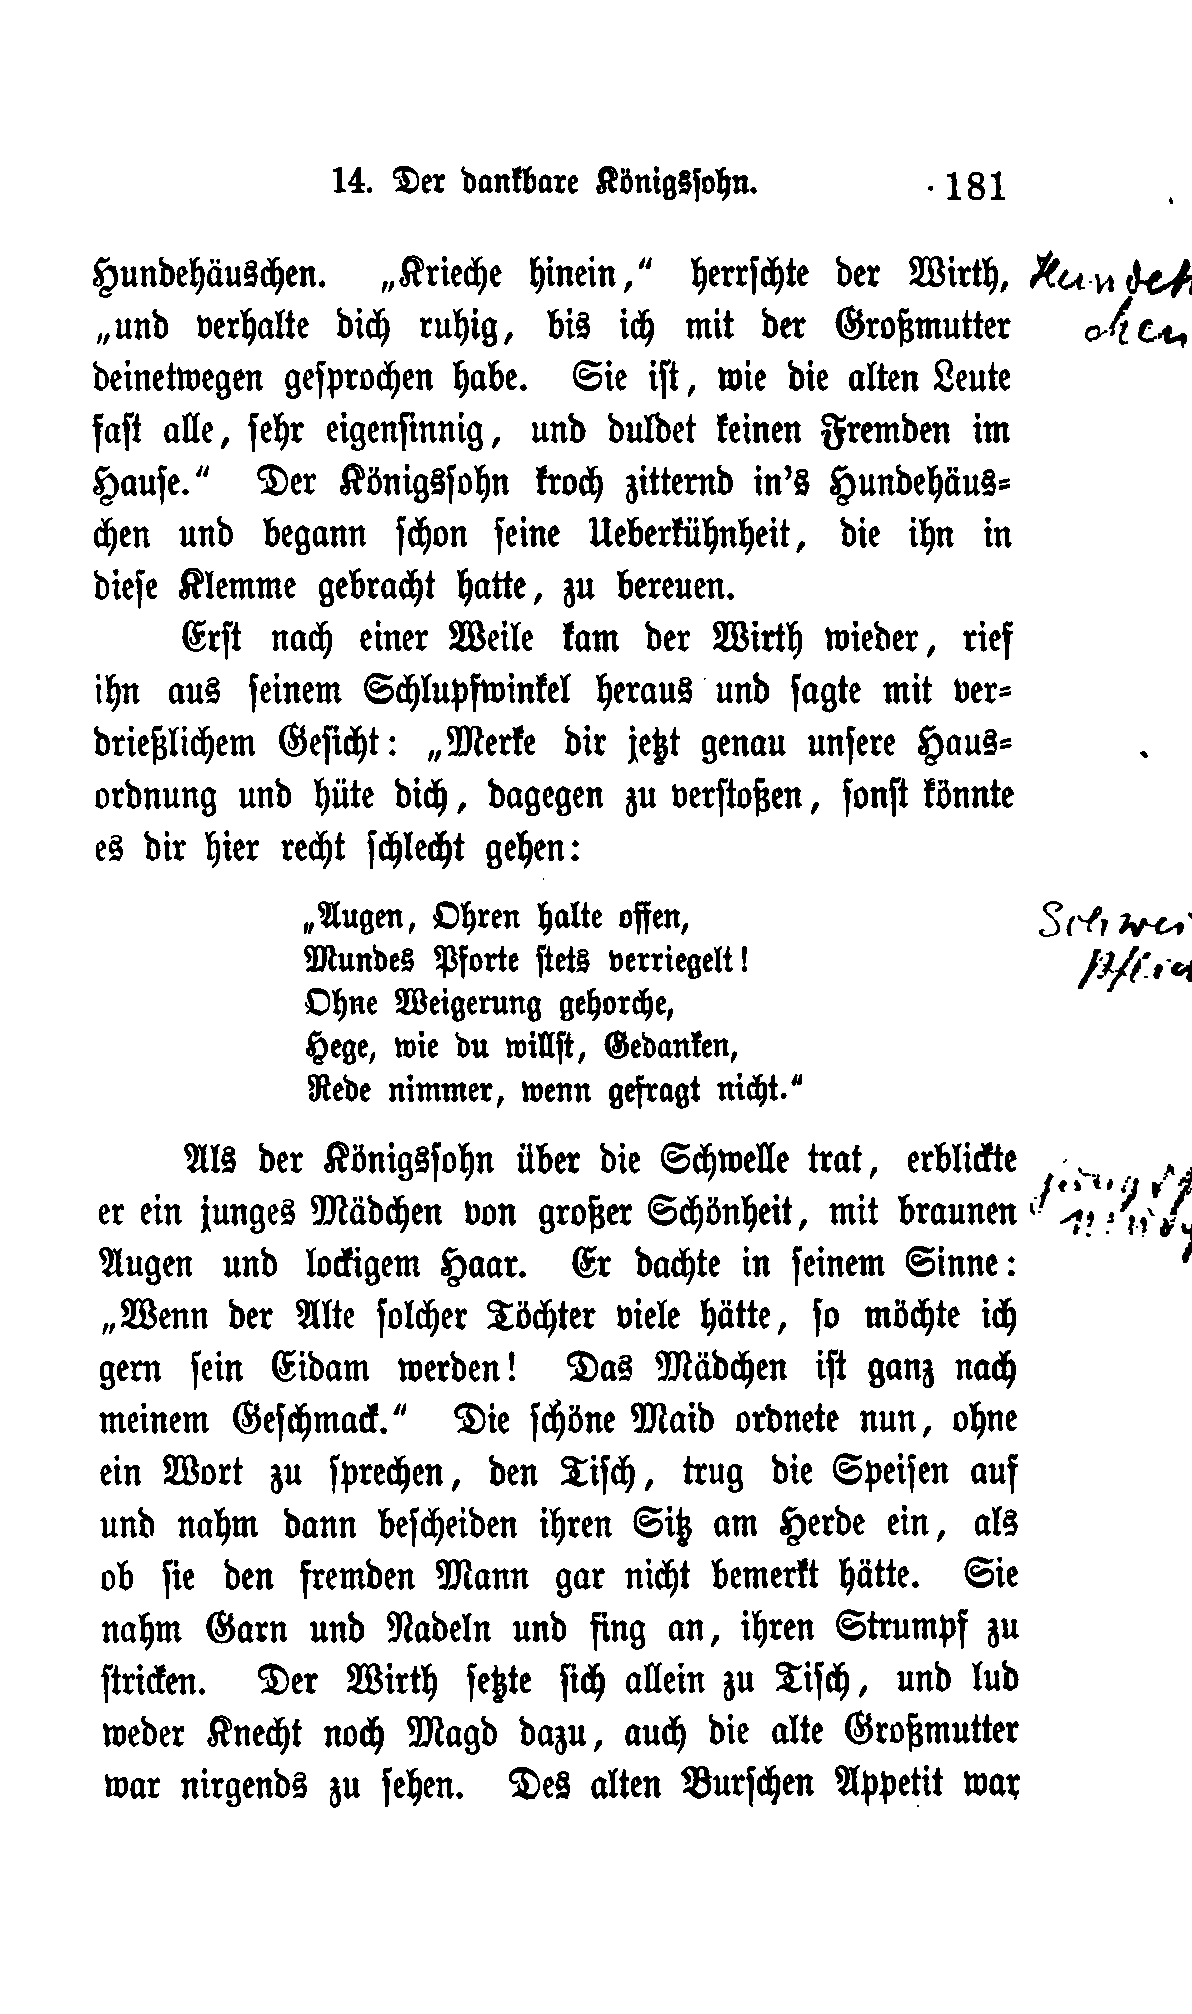 14. Der dankbare Königssohn. 181
Hundehäuschen. „Krieche hinein,“ herrschte der Wirth,
„und verhalte dich ruhig, bis ich mit der Großmutter
deinetwegen gesprochen habe. Sie ist, wie die alten Leute
fast alle, sehr eigensinnig, und duldet keinen Fremden im
Hause.“ Der Königssohn kroch zitternd in's Hundehäus-
chen und begann schon seine Ueberkühnheit, die ihn in
diese Klemme gebracht hatte, zu bereuen.
Erst nach einer Weile kam der Wirth wieder, rief
ihn aus seinem Schlupfwinkel heraus und sagte mit ver-
drießlichem Gesicht: „Merke dir jetzt genau unsere Haus-
ordnung und hüte dich, dagegen zu verstoßen, sonst könnte
es dir hier recht schlecht gehen:
„Augen, Ohren halte offen,
Mundes Pforte stets verriegelt!
Ohne Weigerung gehorche,
Hege, wie du willst, Gedanken,
Rede nimmer, wenn gefragt nicht.“
Als der Königssohn über die Schwelle trat, erblickte
er ein junges Mädchen von großer Schönheit, mit braunen
Augen und lockigem Haar. Er dachte in seinem Sinne:
„Wenn der Alte solcher Töchter viele hätte, so möchte ich
gern sein Eidam werden! Das Mädchen ist ganz nach
meinem Geschmack.“ Die schöne Maid ordnete nun, ohne
ein Wort zu sprechen, den Tisch, trug die Speisen auf
und nahm dann bescheiden ihren Sitz am Herde ein, als
ob sie den fremden Mann gar nicht bemerkt hätte. Sie
nahm Garn und Nadeln und fing an, ihren Strumpf zu
stricken. Der Wirth setzte sich allein zu Tisch, und lud
weder Knecht noch Magd dazu, auch die alte Großmutter
war nirgends zu sehen. Des alten Burschen Appetit war
Hundeh
chen
Schwei
Pflic